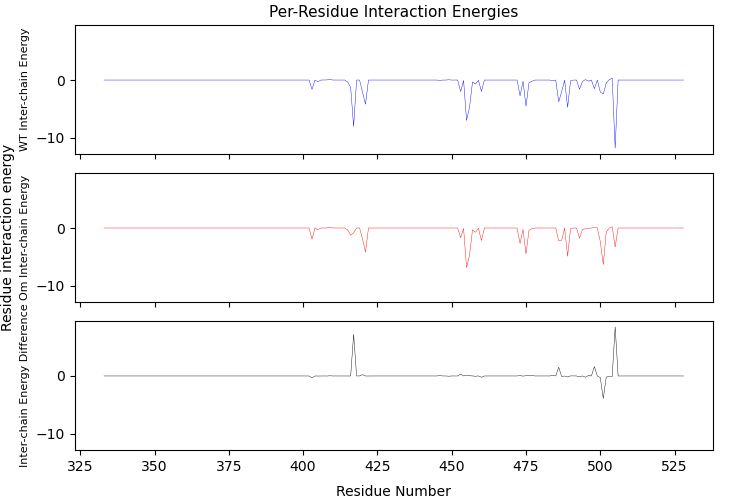 Per-Residue Interaction Energies
WT Inter-chain Energy
0
−10
Residue interaction energy
Om Inter-chain Energy
0
−10
Inter-chain Energy Difference
0
−10
325 350 375 400 425 450 475 500 525
Residue Number